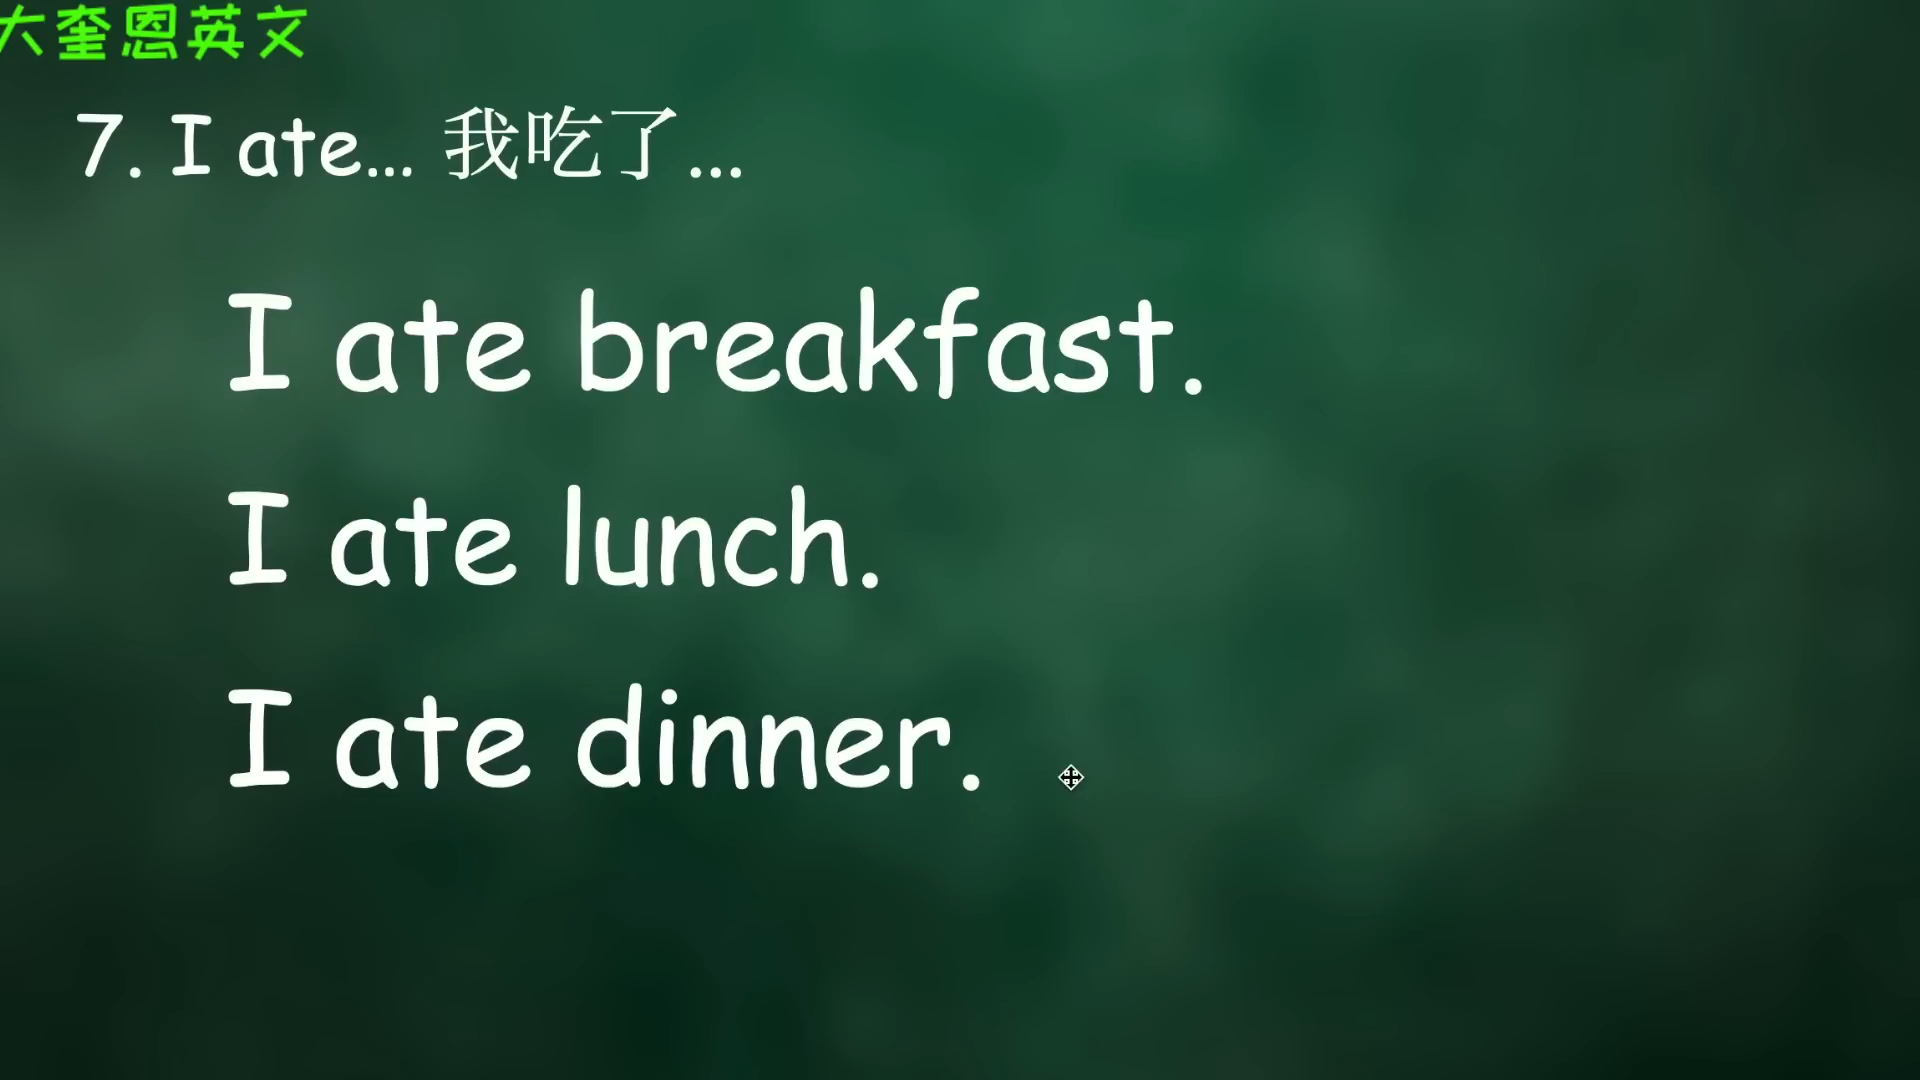 大奎恩英文
7. I ate... 我吃了...
I ate breakfast.
I ate lunch.
I ate dinner.